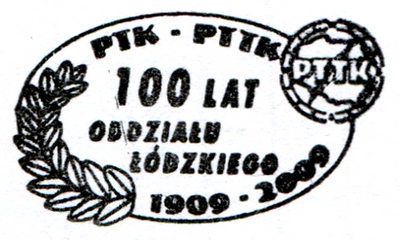 PTK - PTTK
PTTK
100 LAT
ODDZIAŁU
ŁÓDZKIEGO
1909 - 2009